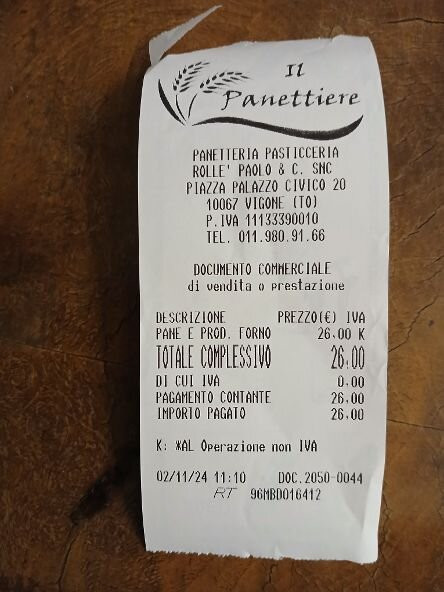 Il
Panettiere
PANETTERIA PASTICCERIA
ROLLE' PAOLO & C. SNC
PIAZZA PALAZZO CIVICO 20
10067 VIGONE (TO)
P.IVA 11133390010
TEL. 011.980.91.66
DOCUMENTO COMMERCIALE
di vendita o prestazione
DESCRIZIONE PREZZO(€) IVA
PANE E PROD. FORNO 26,00 K
TOTALE COMPLESSIVO 26,00
DI CUI IVA 0,00
PAGAMENTO CONTANTE 26,00
IMPORTO PAGATO 26,00
K: *AL Operazione non IVA
02/11/24 11:10 DOC.2050-0044
RT 96MBD016412